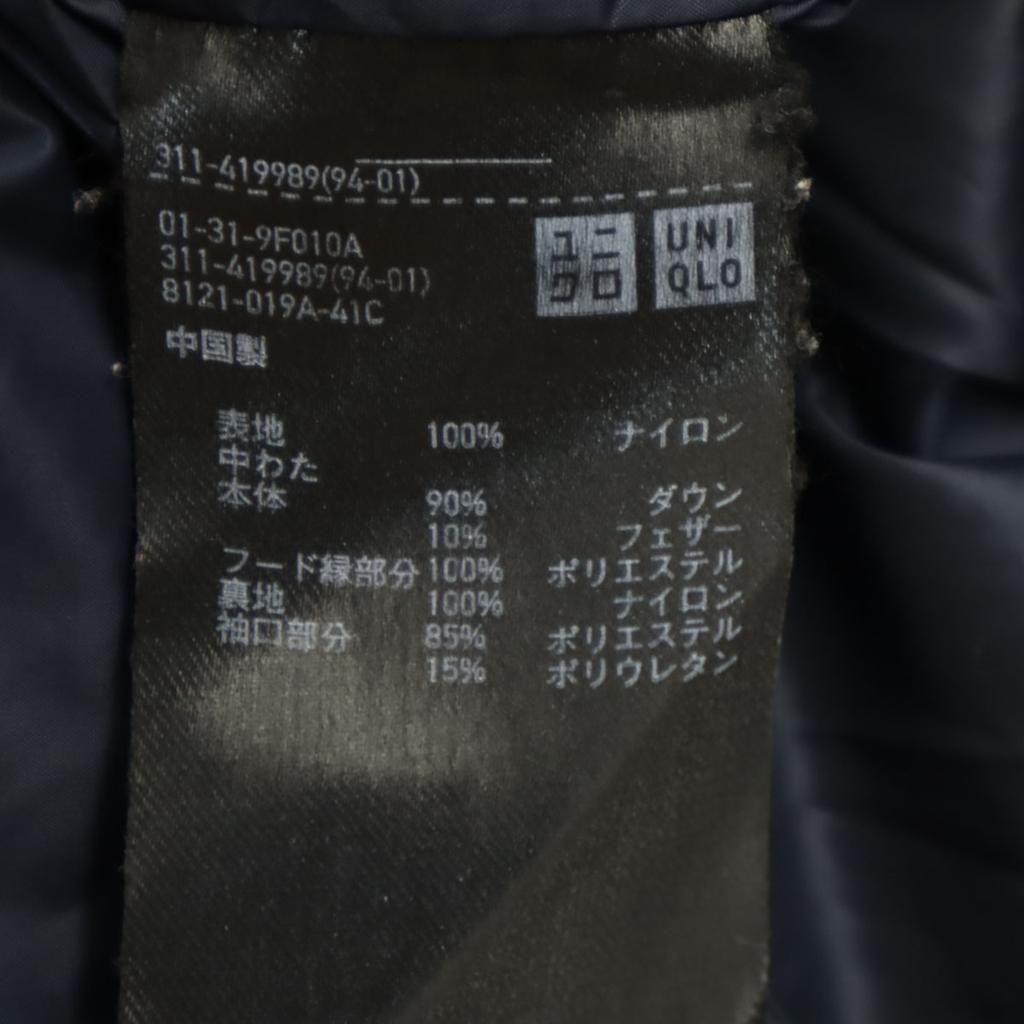 311-419989(94-01)
01-31-9F010A
311-419989(94-01)
8121-019A-41C
中国製
ユニ
クロ
UNI
QLO
表地 100% ナイロン
中わた
本体 90% ダウン
10% フェザー
フード縁部分 100% ポリエステル
裏地 100% ナイロン
袖口部分 85% ポリエステル
15% ポリウレタン